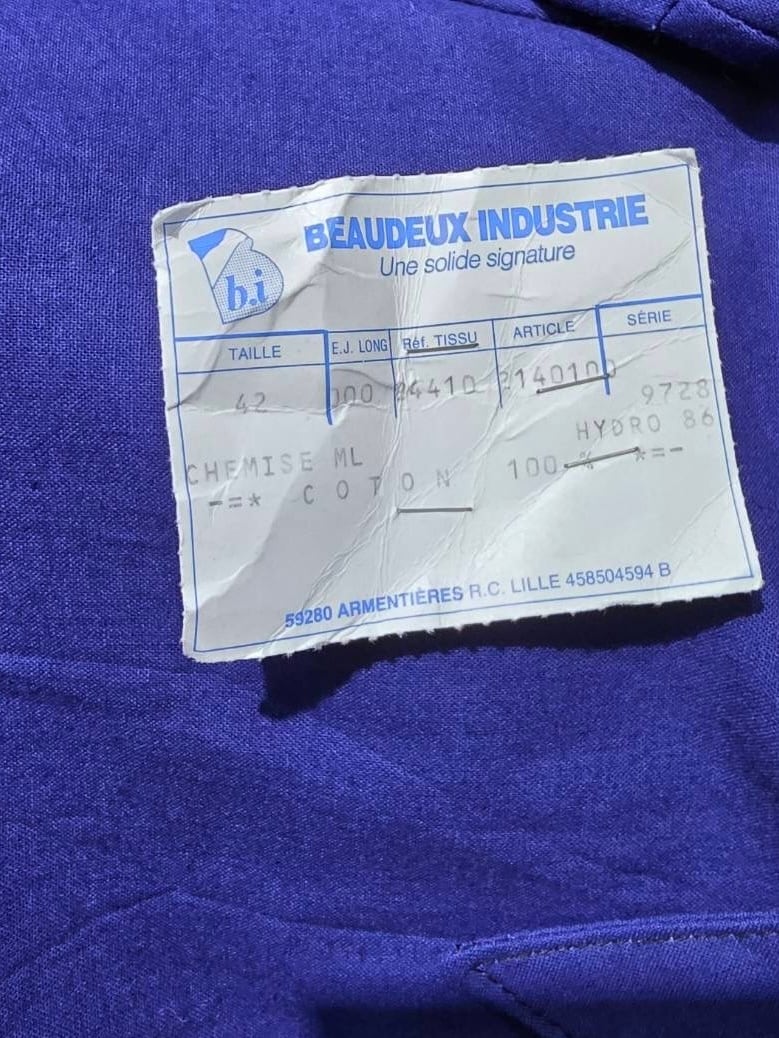 b.i
BEAUDEUX INDUSTRIE
Une solide signature
TAILLE E.J. LONG Réf. TISSU ARTICLE SÉRIE
42 000 24410 2140100 9728
HYDRO 86
CHEMISE ML
-=* COTON 100 % *=-
59280 ARMENTIÈRES R.C. LILLE 458504594 B